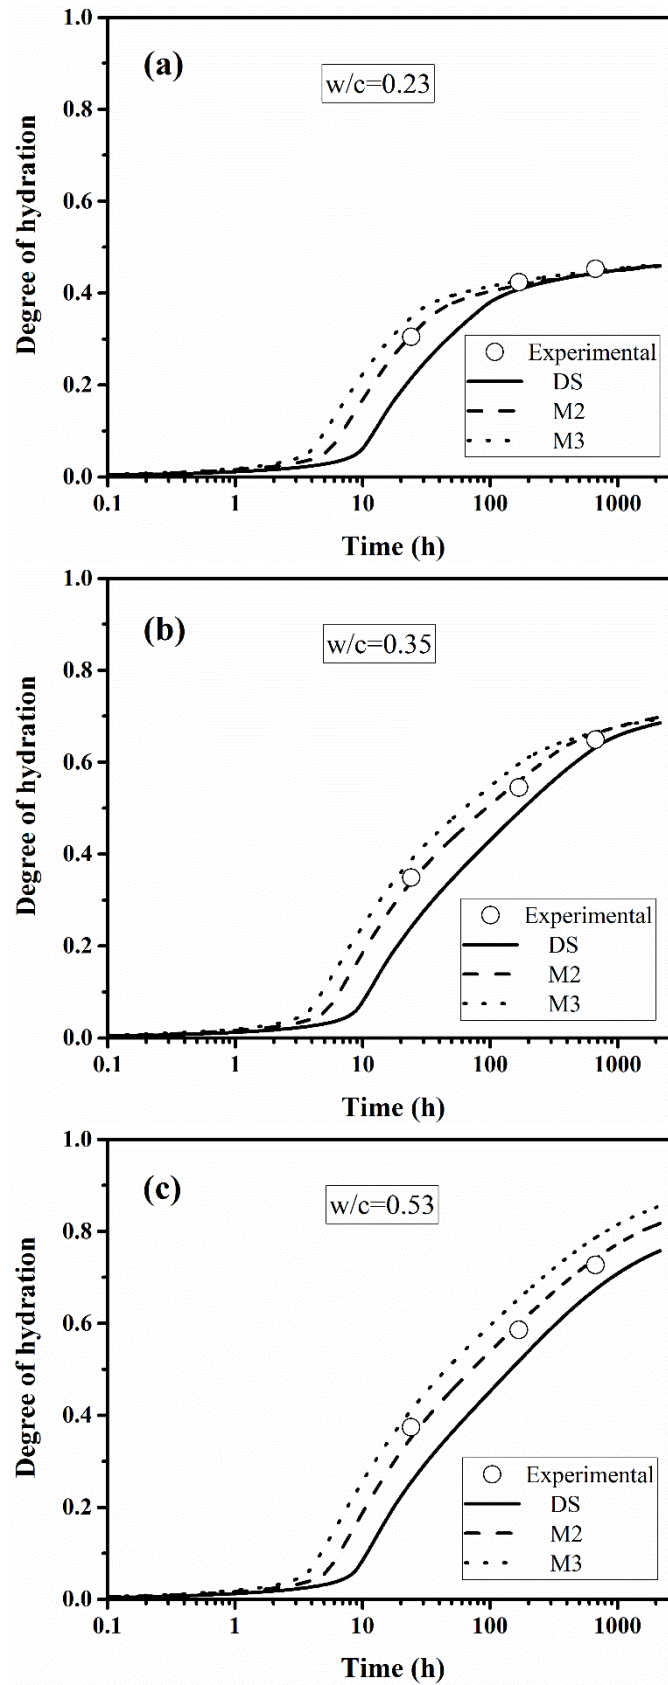 1.0
(a)
w/c=0.23
0.8
0.6
Degree of hydration
0.4
Experimental
DS
0.2
M2
M3
0.0
0.1 1 10 100 1000
Time (h)
1.0
(b)
w/c=0.35
0.8
0.6
Degree of hydration
0.4
Experimental
DS
0.2
M2
M3
0.0
0.1 1 10 100 1000
Time (h)
1.0
(c)
w/c=0.53
0.8
0.6
Degree of hydration
0.4
Experimental
DS
0.2
M2
M3
0.0
0.1 1 10 100 1000
Time (h)